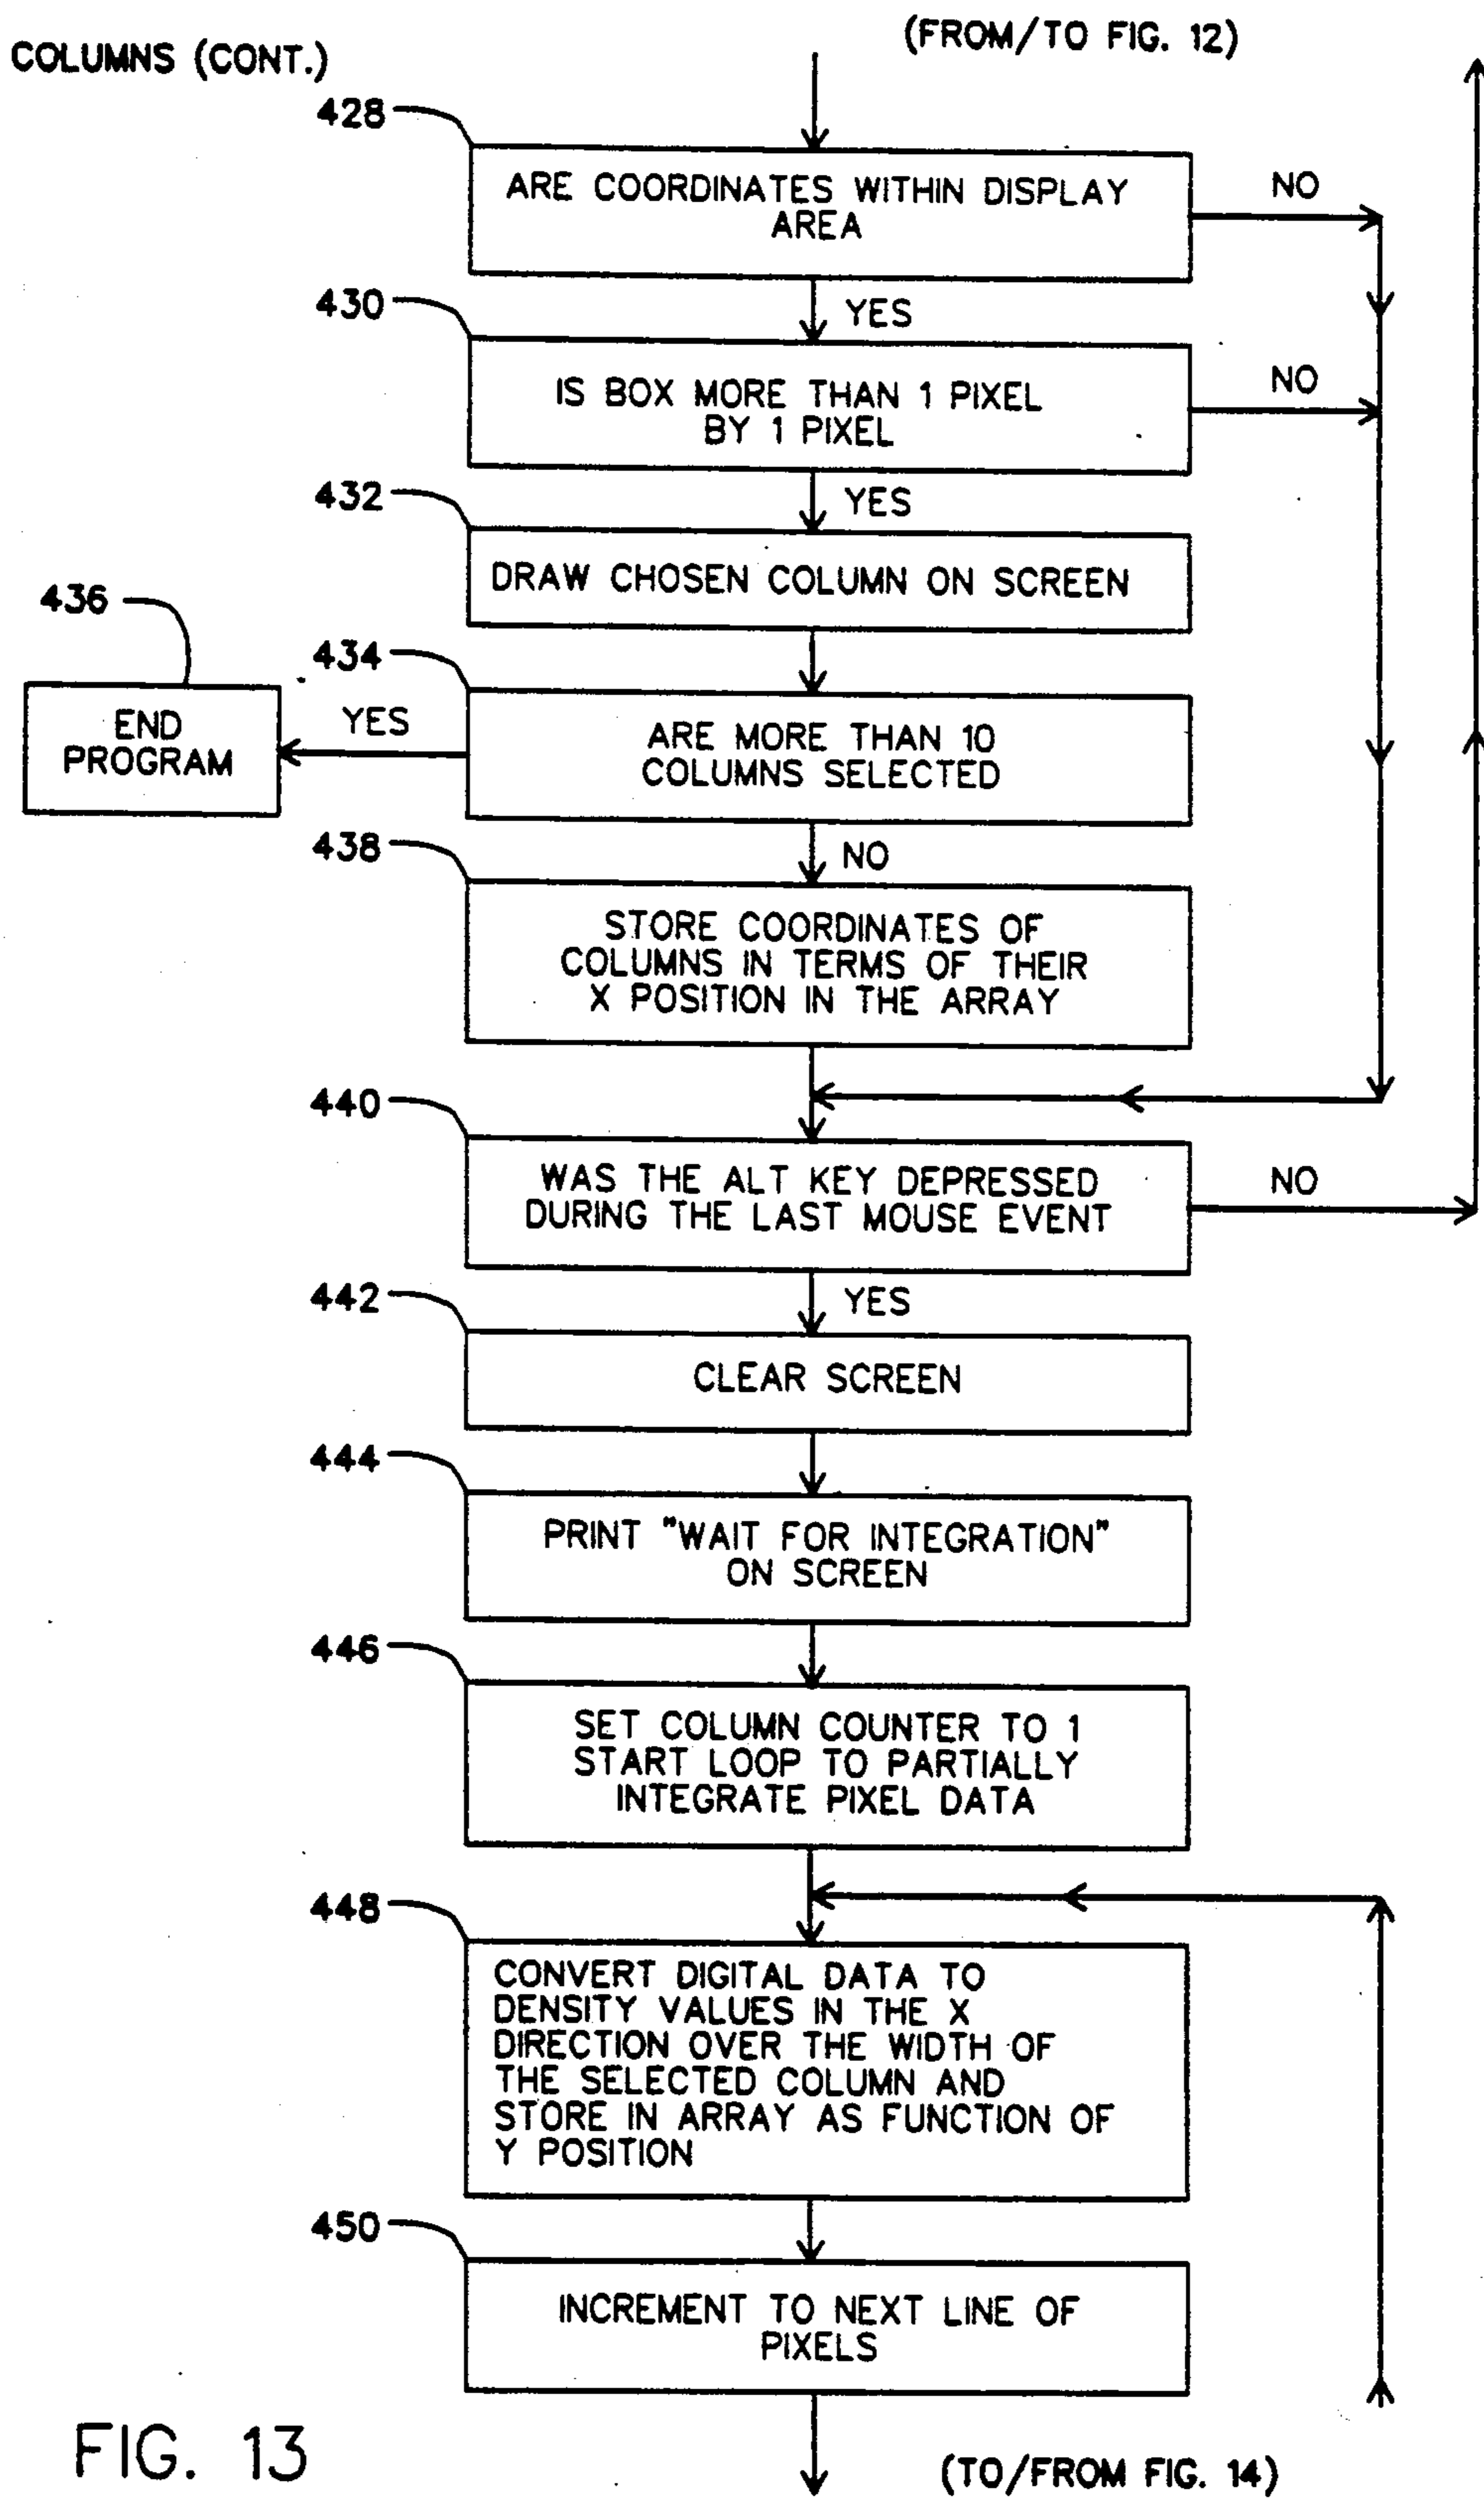 (FROM/TO FIG. 12)
COLUMNS (CONT.)
428
ARE COORDINATES WITHIN DISPLAY
AREA
NO
YES
430
IS BOX MORE THAN 1 PIXEL
BY 1 PIXEL
NO
YES
432
DRAW CHOSEN COLUMN ON SCREEN
436
END
PROGRAM
YES
434
ARE MORE THAN 10
COLUMNS SELECTED
NO
438
STORE COORDINATES OF
COLUMNS IN TERMS OF THEIR
X POSITION IN THE ARRAY
440
WAS THE ALT KEY DEPRESSED
DURING THE LAST MOUSE EVENT
NO
YES
442
CLEAR SCREEN
444
PRINT "WAIT FOR INTEGRATION"
ON SCREEN
446
SET COLUMN COUNTER TO 1
START LOOP TO PARTIALLY
INTEGRATE PIXEL DATA
448
CONVERT DIGITAL DATA TO
DENSITY VALUES IN THE X
DIRECTION OVER THE WIDTH OF
THE SELECTED COLUMN AND
STORE IN ARRAY AS FUNCTION OF
Y POSITION
450
INCREMENT TO NEXT LINE OF
PIXELS
FIG. 13
(TO/FROM FIG. 14)